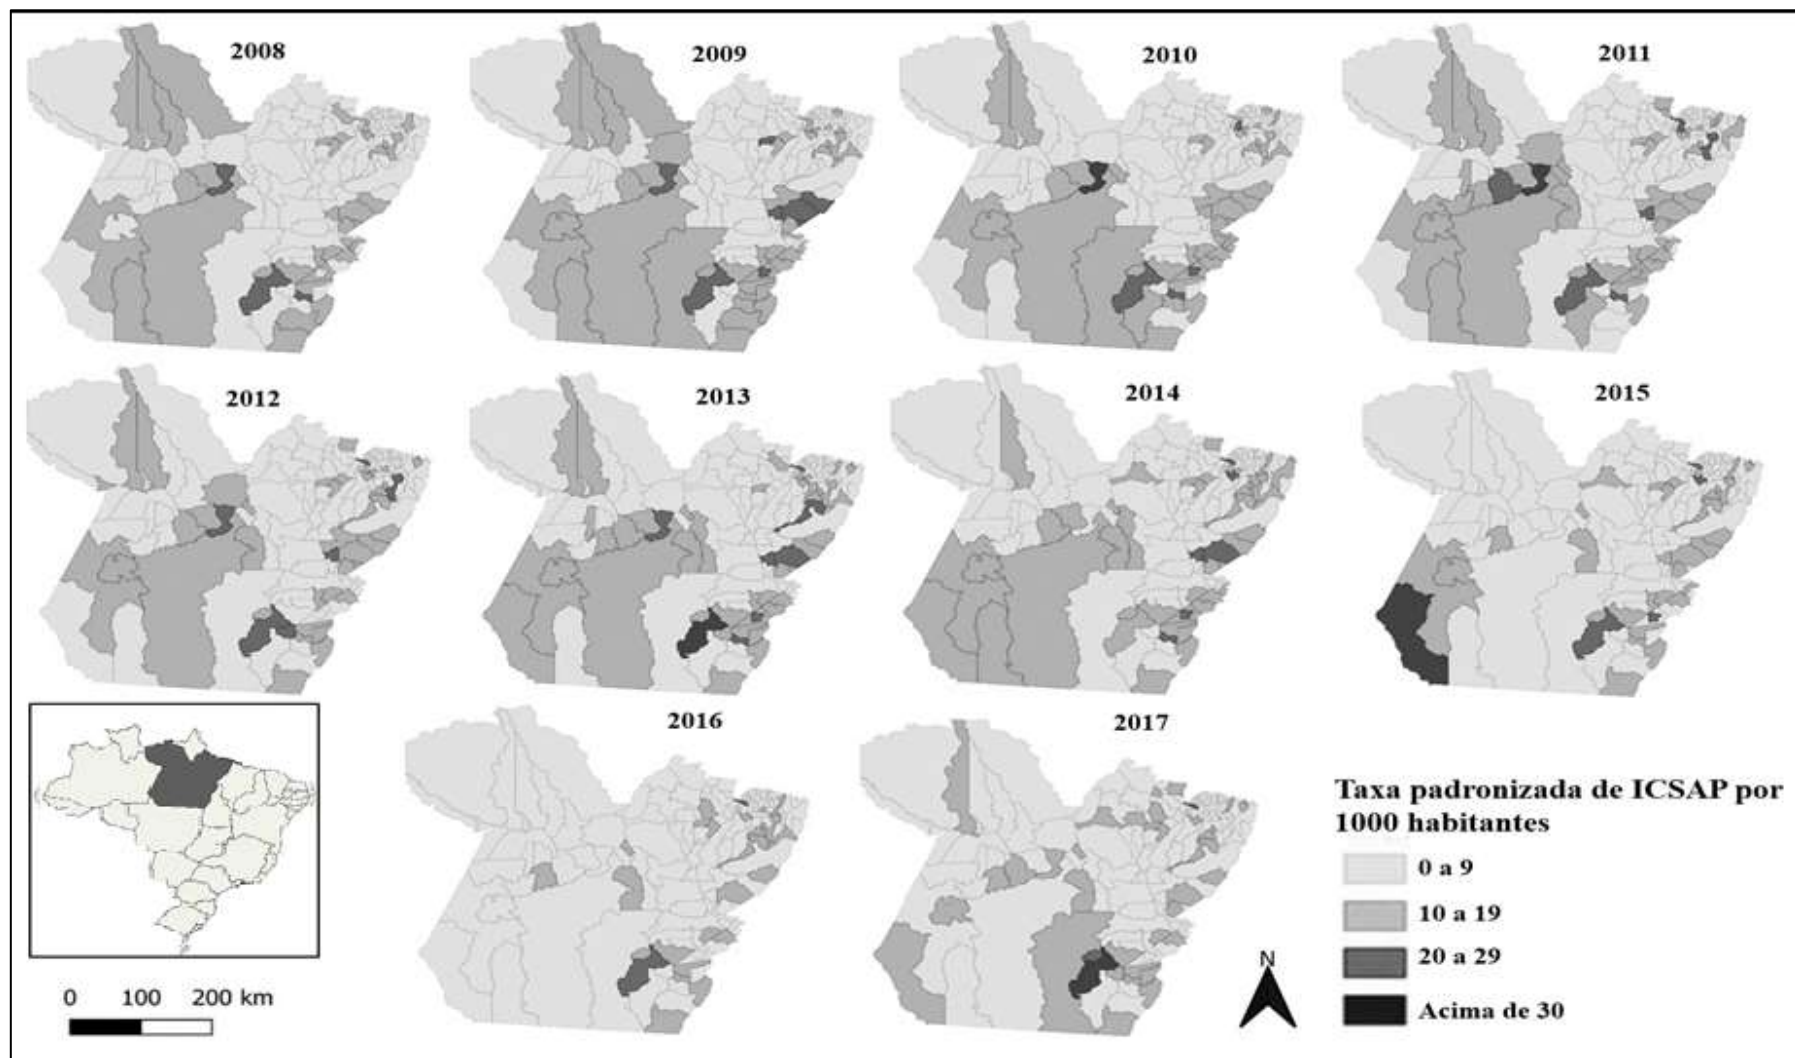 2008
2009
2010
2011
2012
2013
2014
2015
2016
2017
Taxa padronizada de ICSAP por
1000 habitantes
0 a 9
10 a 19
20 a 29
Acima de 30
N
0 100 200 km